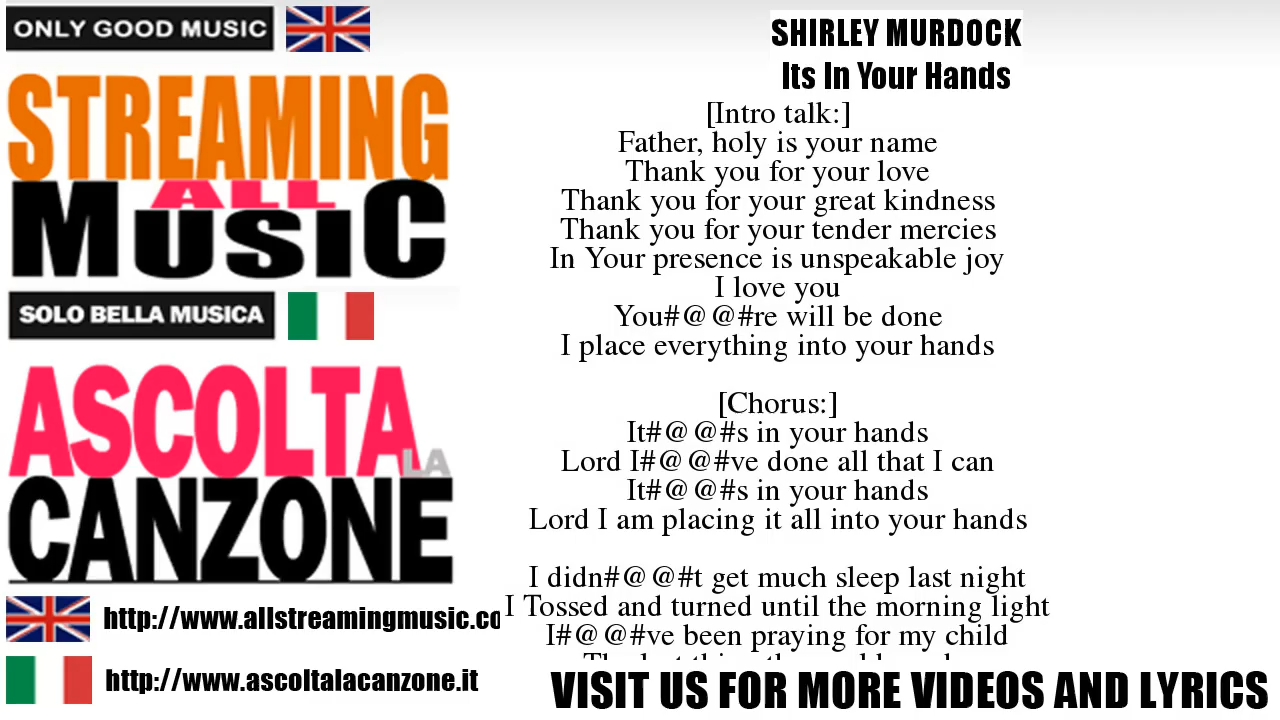 ONLY GOOD MUSIC
STREAMING
ALL
MUSIC
SOLO BELLA MUSICA
ASCOLTA
LA
CANZONE
http://www.allstreamingmusic.co
http://www.ascoltalacanzone.it
SHIRLEY MURDOCK
Its In Your Hands
[Intro talk:]
Father, holy is your name
Thank you for your love
Thank you for your great kindness
Thank you for your tender mercies
In Your presence is unspeakable joy
I love you
You#@@#re will be done
I place everything into your hands
[Chorus:]
It#@@#s in your hands
Lord I#@@#ve done all that I can
It#@@#s in your hands
Lord I am placing it all into your hands
I didn#@@#t get much sleep last night
I Tossed and turned until the morning light
I#@@#ve been praying for my child
VISIT US FOR MORE VIDEOS AND LYRICS